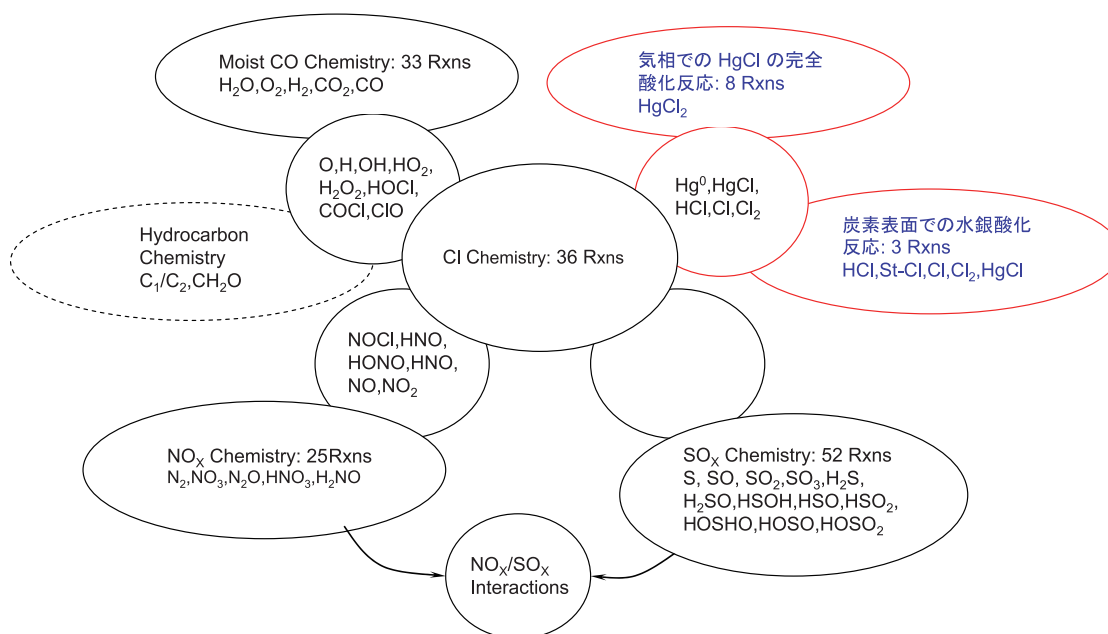 Moist CO Chemistry: 33 Rxns
H₂O,O₂,H₂,CO₂,CO
気相での HgCl の完全
酸化反応: 8 Rxns
HgCl₂
O,H,OH,HO₂,
H₂O₂,HOCl,
COCl,ClO
Hg⁰,HgCl,
HCl,Cl,Cl₂
Hydrocarbon
Chemistry
C₁/C₂,CH₂O
Cl Chemistry: 36 Rxns
炭素表面での水銀酸化
反応: 3 Rxns
HCl,St-Cl,Cl,Cl₂,HgCl
NOCl,HNO,
HONO,HNO,
NO,NO₂
NOX Chemistry: 25Rxns
N₂,NO₃,N₂O,HNO₃,H₂NO
SOX Chemistry: 52 Rxns
S, SO, SO₂,SO₃,H₂S,
H₂SO,HSOH,HSO,HSO₂,
HOSHO,HOSO,HOSO₂
NOX/SOX
Interactions